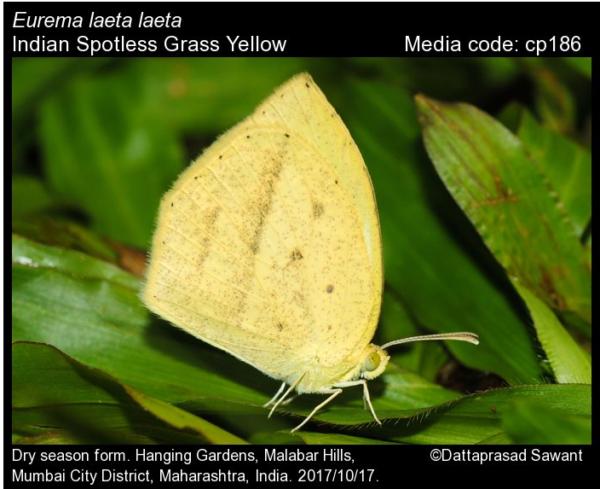 Eurema laeta laeta
Indian Spotless Grass Yellow Media code: cp186
Dry season form. Hanging Gardens, Malabar Hills, ©Dattaprasad Sawant
Mumbai City District, Maharashtra, India. 2017/10/17.